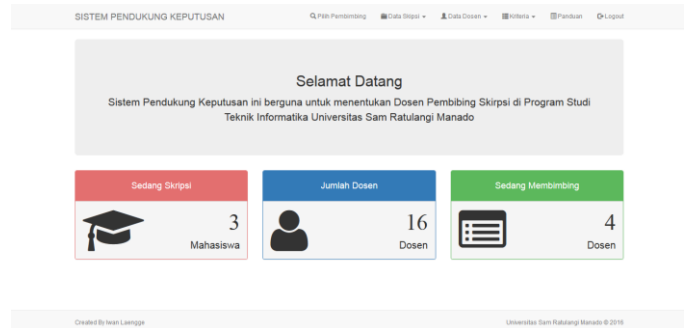 SISTEM PENDUKUNG KEPUTUSAN Pilih Pembimbing Data Skripsi Data Dosen Kriteria Panduan Logout
Selamat Datang
Sistem Pendukung Keputusan ini berguna untuk menentukan Dosen Pembibing Skirpsi di Program Studi
Teknik Informatika Universitas Sam Ratulangi Manado
Sedang Skripsi Jumlah Dosen Sedang Membimbing
3 16 4
Mahasiswa Dosen Dosen
Created By Iwan Laengge Universitas Sam Ratulangi Manado © 2016